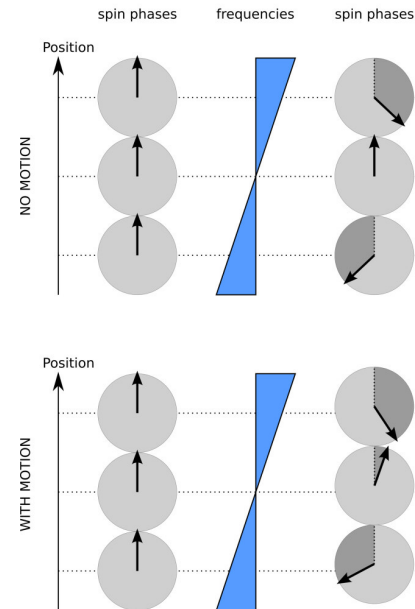 spin phases frequencies spin phases
Position
NO MOTION
Position
WITH MOTION